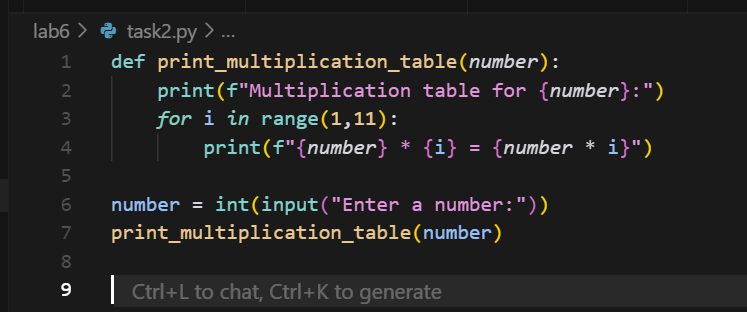 lab6 > task2.py > ...
1 def print_multiplication_table(number):
2     print(f"Multiplication table for {number}:")
3     for i in range(1,11):
4         print(f"{number} * {i} = {number * i}")
5
6 number = int(input("Enter a number:"))
7 print_multiplication_table(number)
8
9 Ctrl+L to chat, Ctrl+K to generate